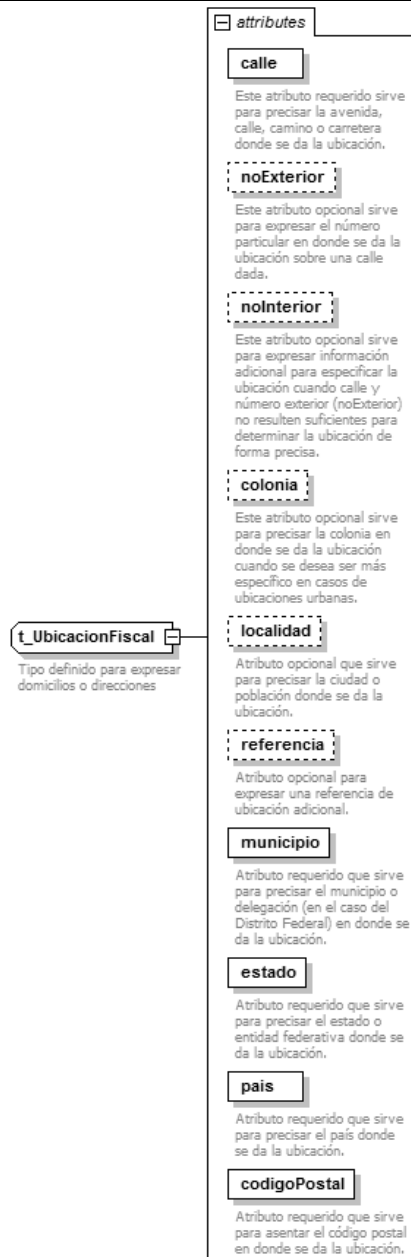 attributes
calle
Este atributo requerido sirve
para precisar la avenida,
calle, camino o carretera
donde se da la ubicación.
noExterior
Este atributo opcional sirve
para expresar el número
particular en donde se da la
ubicación sobre una calle
dada.
noInterior
Este atributo opcional sirve
para expresar información
adicional para especificar la
ubicación cuando calle y
número exterior (noExterior)
no resulten suficientes para
determinar la ubicación de
forma precisa.
colonia
Este atributo opcional sirve
para precisar la colonia en
donde se da la ubicación
cuando se desea ser más
específico en casos de
ubicaciones urbanas.
t_UbicacionFiscal
Tipo definido para expresar
domicilios o direcciones
localidad
Atributo opcional que sirve
para precisar la ciudad o
población donde se da la
ubicación.
referencia
Atributo opcional para
expresar una referencia de
ubicación adicional.
municipio
Atributo requerido que sirve
para precisar el municipio o
delegación (en el caso del
Distrito Federal) en donde se
da la ubicación.
estado
Atributo requerido que sirve
para precisar el estado o
entidad federativa donde se
da la ubicación.
pais
Atributo requerido que sirve
para precisar el país donde
se da la ubicación.
codigoPostal
Atributo requerido que sirve
para asentar el código postal
en donde se da la ubicación.